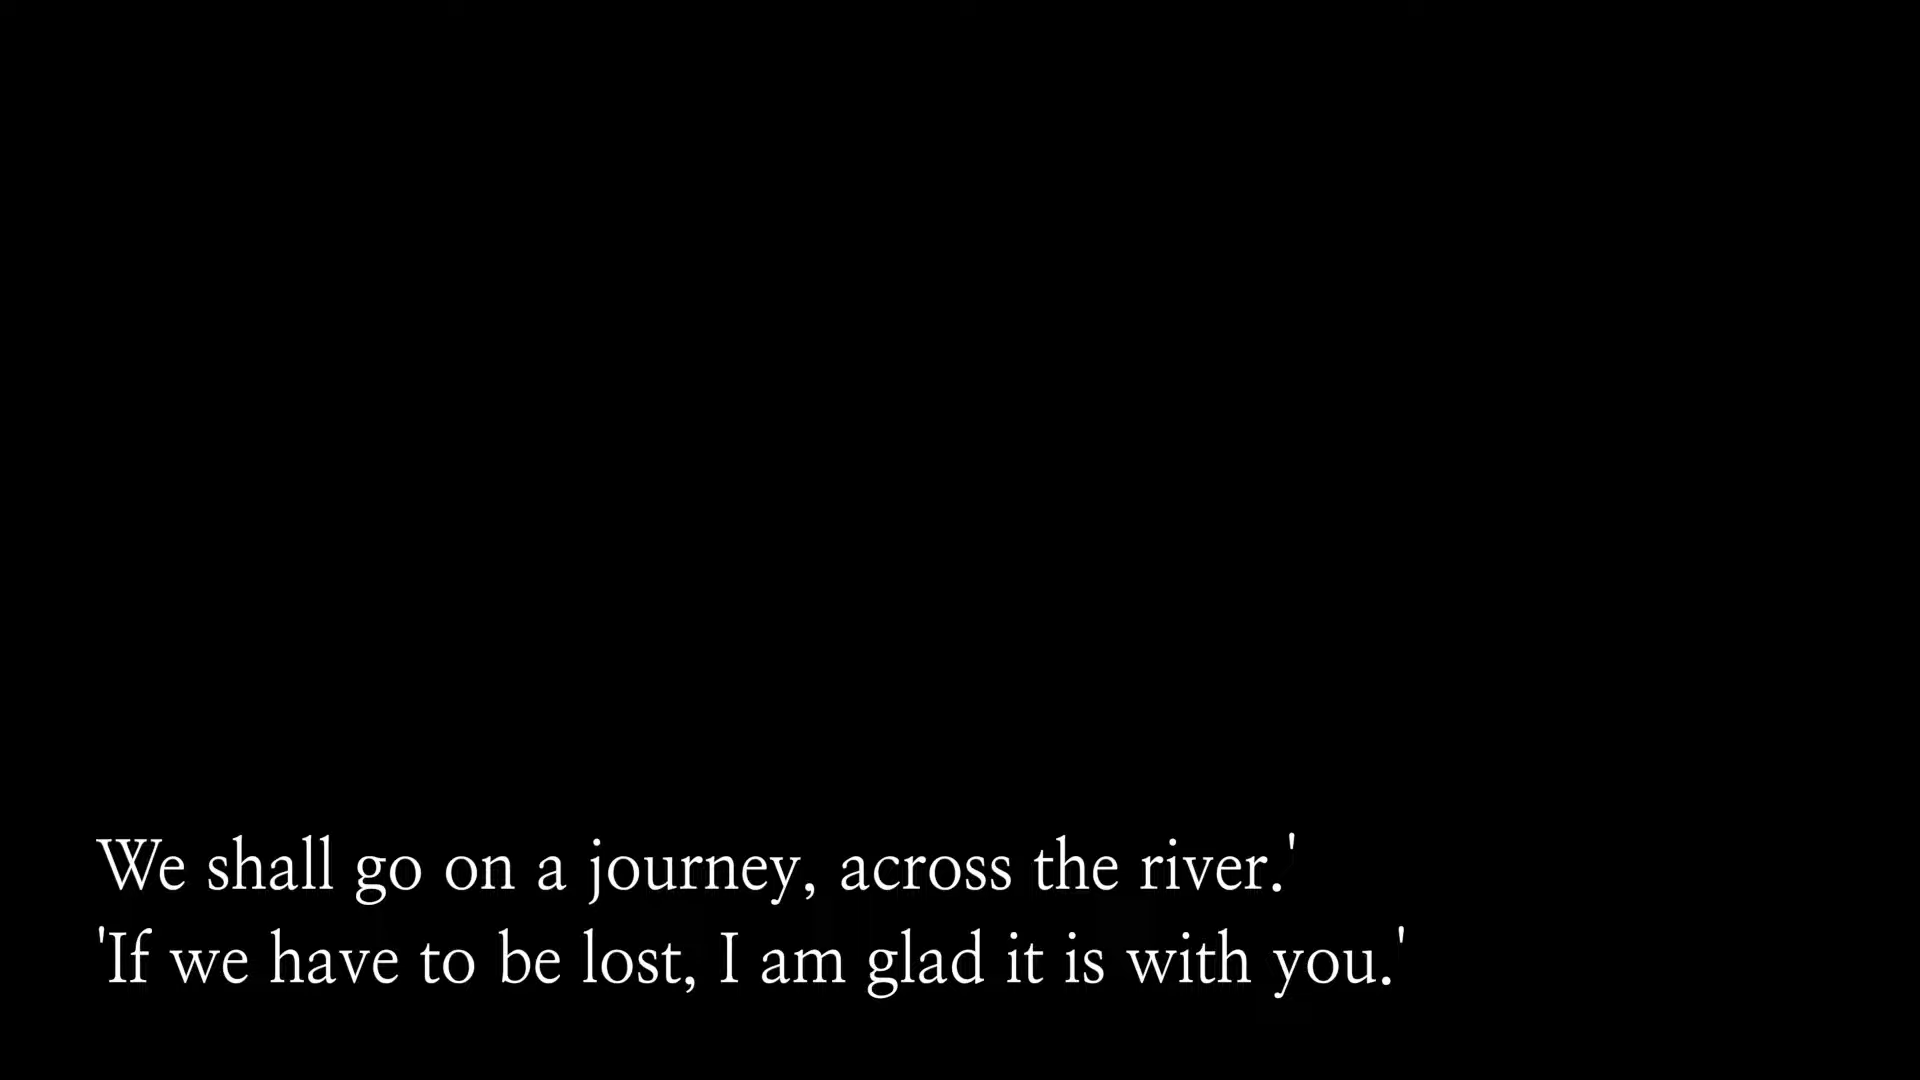 We shall go on a journey, across the river.'
'If we have to be lost, I am glad it is with you.'